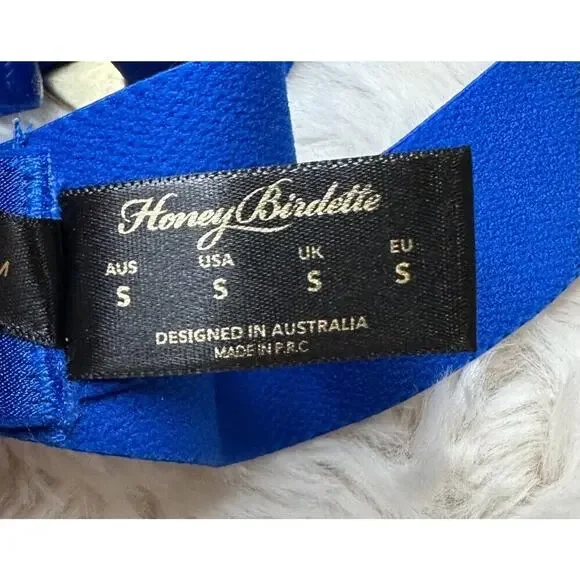 Honey Birdette
AUS USA UK EU
S S S S
DESIGNED IN AUSTRALIA
MADE IN P.R.C
M